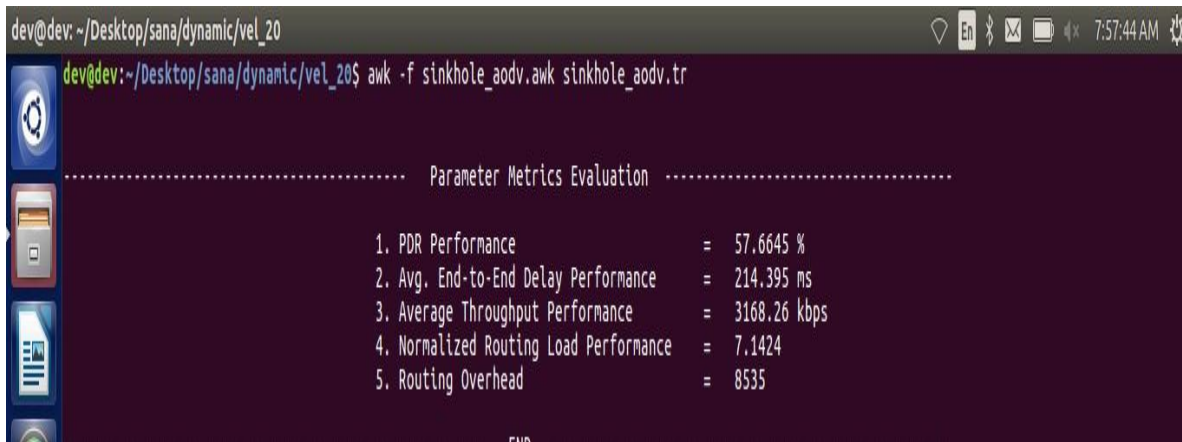 dev@dev: ~/Desktop/sana/dynamic/vel_20 En 7:57:44 AM
dev@dev:~/Desktop/sana/dynamic/vel_20$ awk -f sinkhole_aodv.awk sinkhole_aodv.tr
------------------------------------------- Parameter Metrics Evaluation ------------------------------------
1. PDR Performance = 57.6645 %
2. Avg. End-to-End Delay Performance = 214.395 ms
3. Average Throughput Performance = 3168.26 kbps
4. Normalized Routing Load Performance = 7.1424
5. Routing Overhead = 8535
END